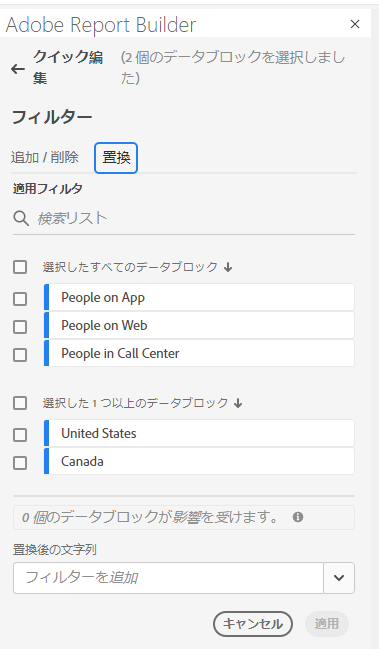 Adobe Report Builder
クイック編集 (2 個のデータブロックを選択しました)
フィルター
追加 / 削除 置換
適用フィルタ
検索リスト
選択したすべてのデータブロック
People on App
People on Web
People in Call Center
選択した 1 つ以上のデータブロック
United States
Canada
0 個のデータブロックが影響を受けます。
置換後の文字列
フィルターを追加
キャンセル 適用